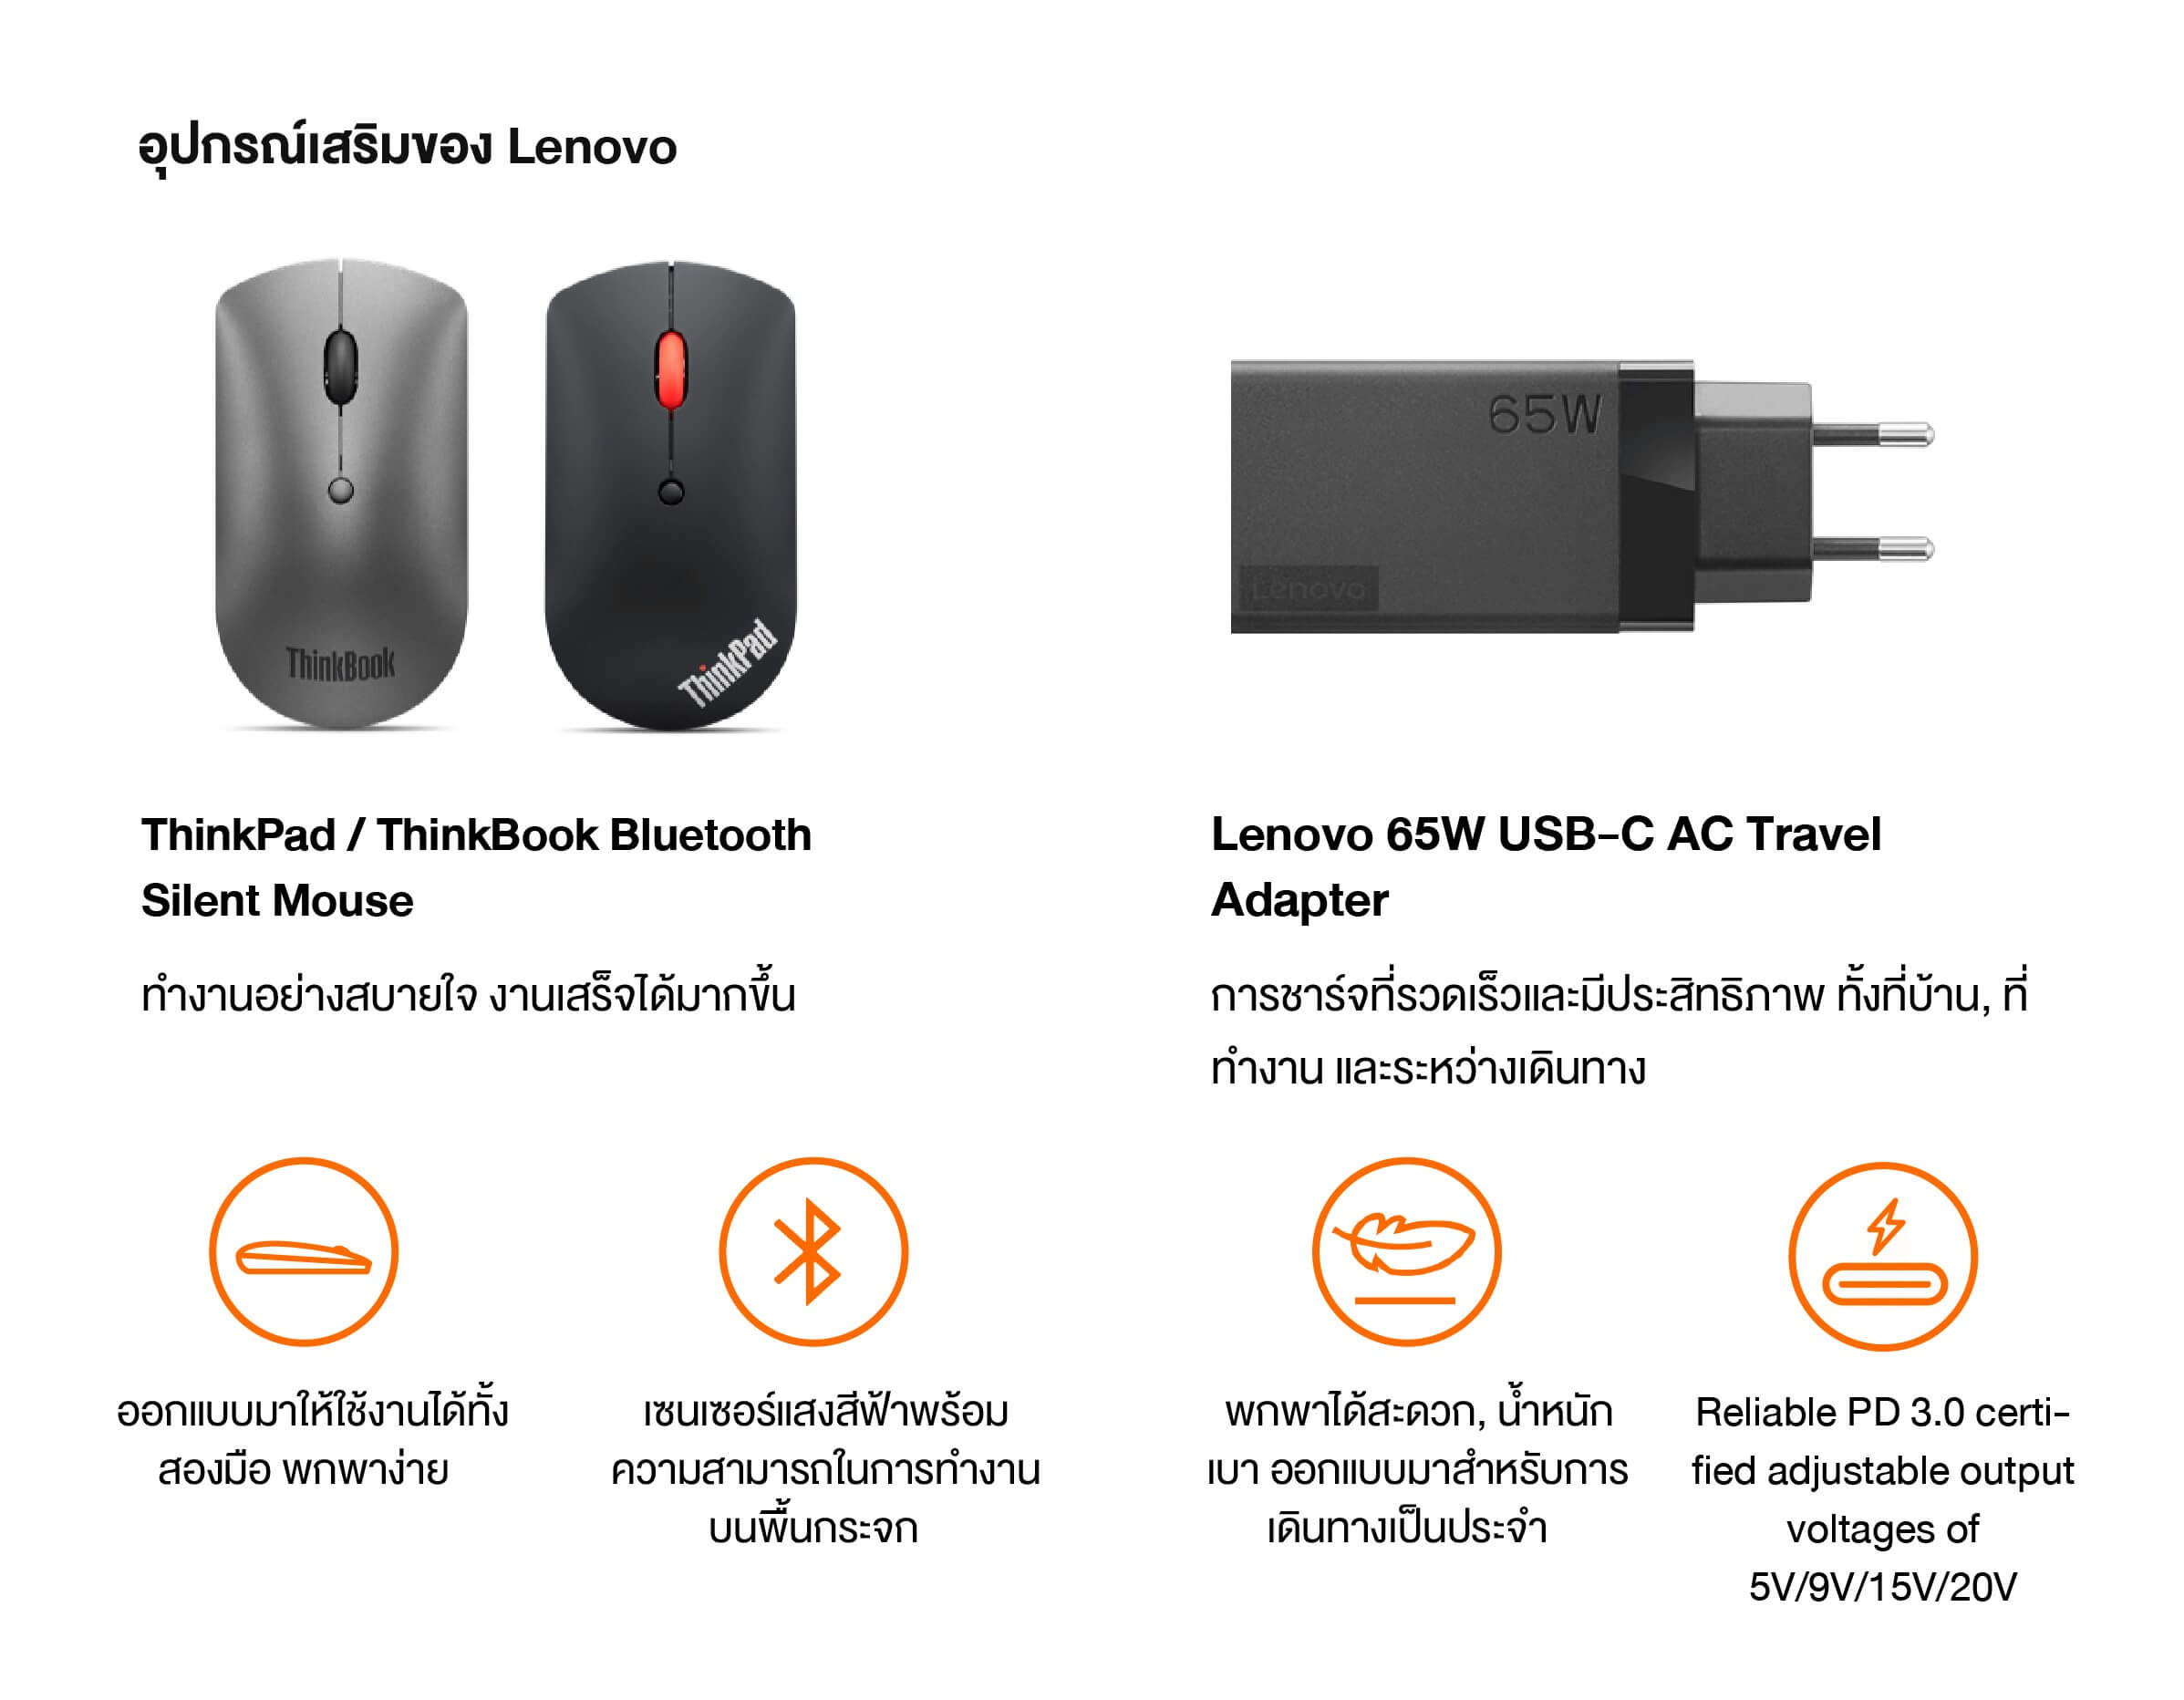 อุปกรณ์เสริมของ Lenovo
65W
Lenovo
ThinkBook
ThinkPad
ThinkPad / ThinkBook Bluetooth
Silent Mouse
ทำงานอย่างสบายใจ งานเสร็จได้มากขึ้น
Lenovo 65W USB-C AC Travel
Adapter
การชาร์จที่รวดเร็วและมีประสิทธิภาพ ทั้งที่บ้าน, ที่
ทำงาน และระหว่างเดินทาง
ออกแบบมาให้ใช้งานได้ทั้ง
สองมือ พกพาง่าย
เซนเซอร์แสงสีฟ้าพร้อม
ความสามารถในการทำงาน
บนพื้นกระจก
พกพาได้สะดวก, น้ำหนัก
เบา ออกแบบมาสำหรับการ
เดินทางเป็นประจำ
Reliable PD 3.0 certi-
fied adjustable output
voltages of
5V/9V/15V/20V